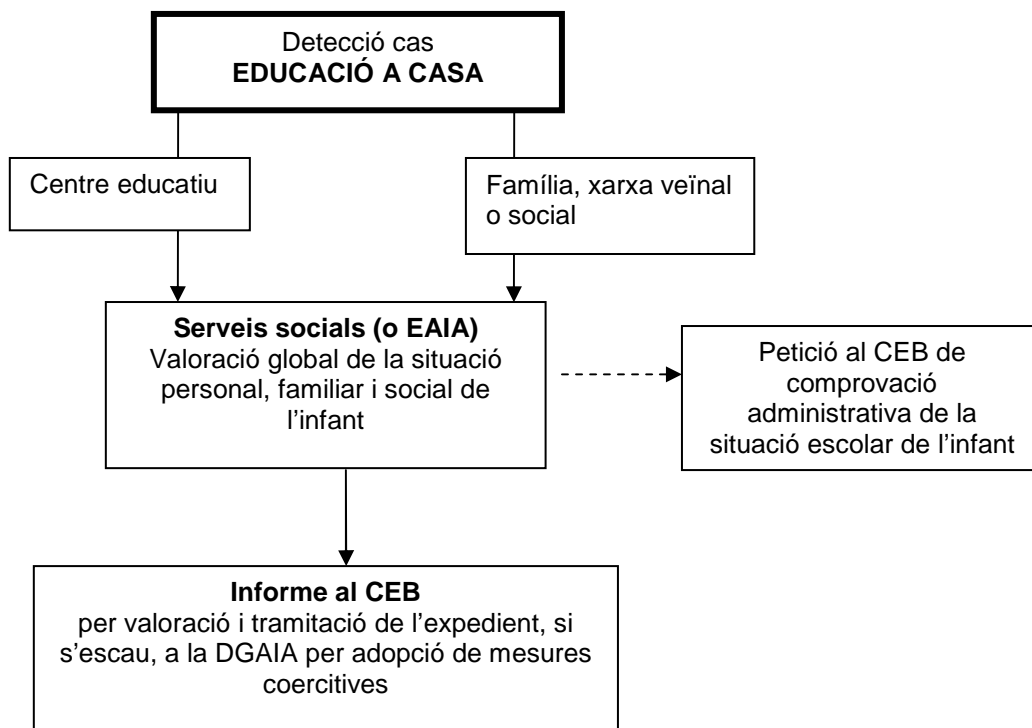 Detecció cas
EDUCACIÓ A CASA
Centre educatiu
Família, xarxa veïnal
o social
Serveis socials (o EAIA)
Valoració global de la situació
personal, familiar i social de
l’infant
Petició al CEB de
comprovació
administrativa de la
situació escolar de l’infant
Informe al CEB
per valoració i tramitació de l’expedient, si
s’escau, a la DGAIA per adopció de mesures
coercitives